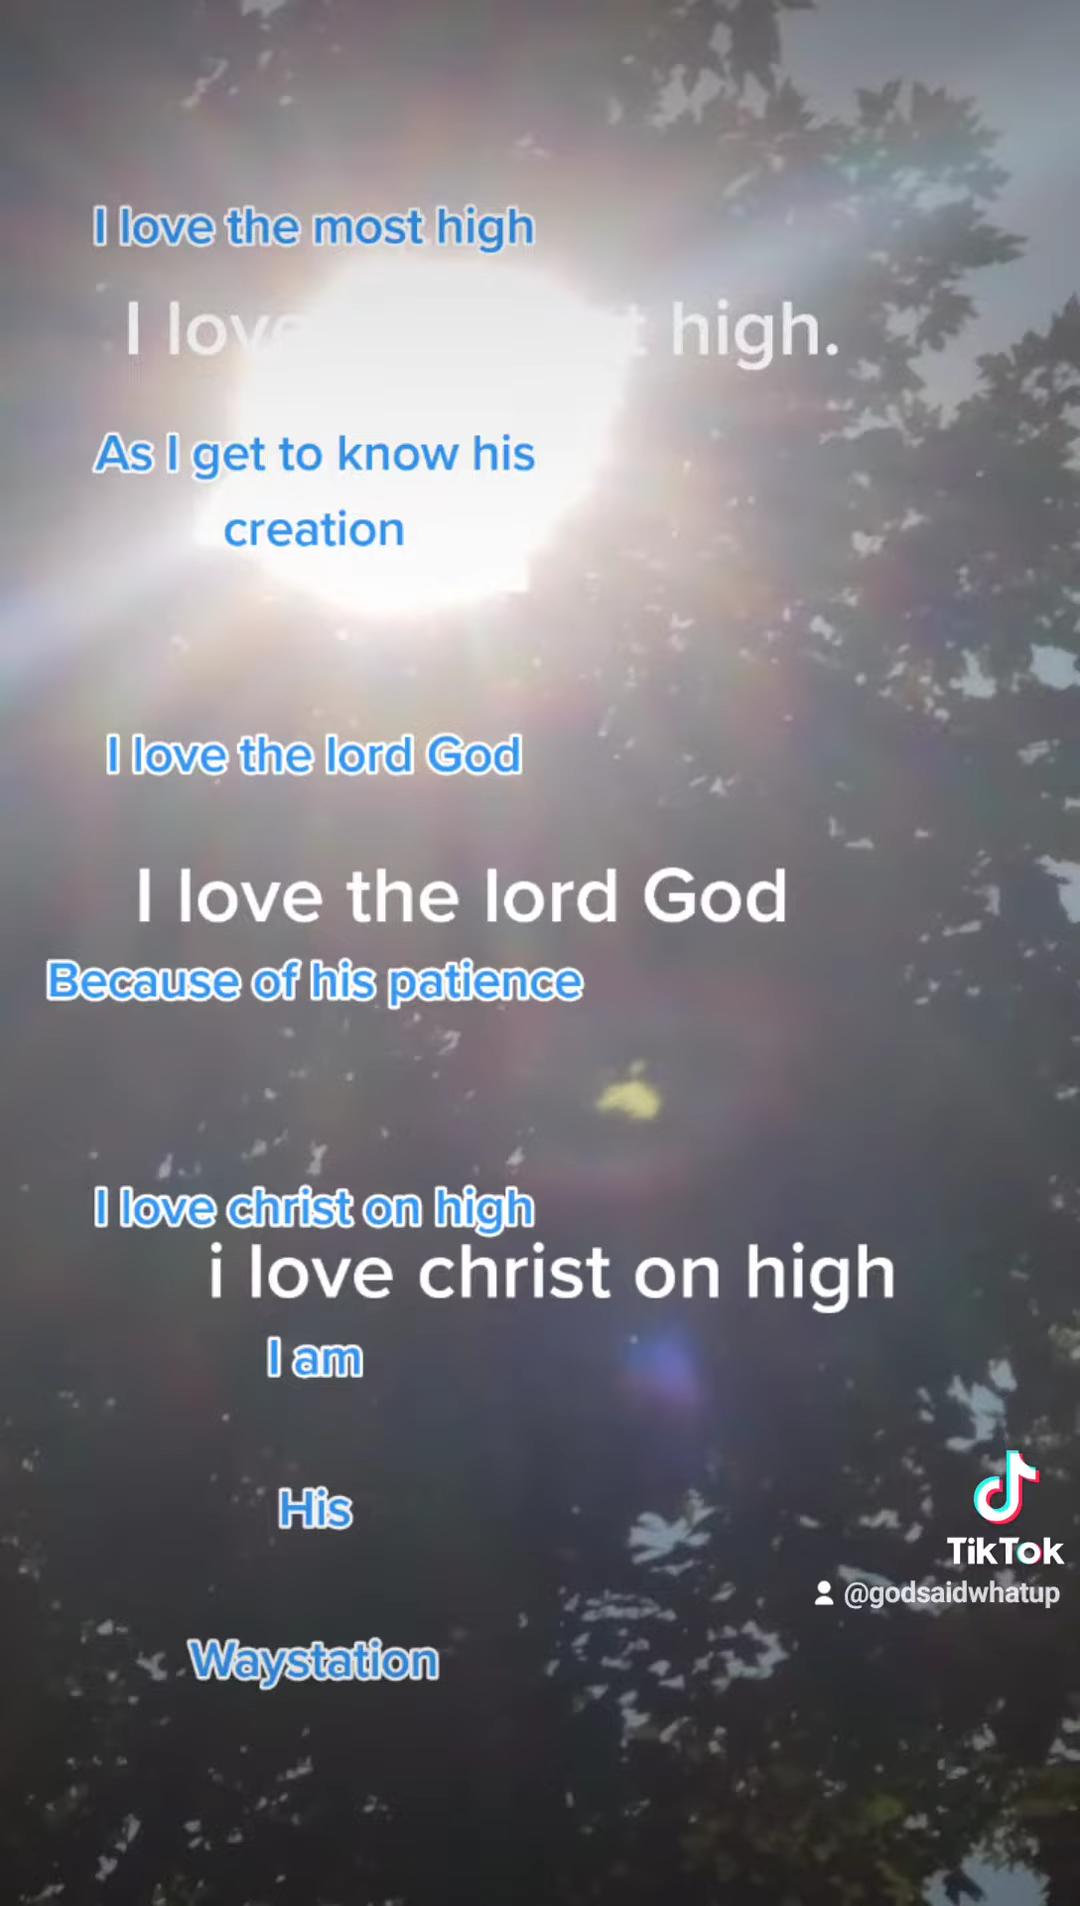 I love the most high
I lov high.
As I get to know his
creation
I love the lord God
I love the lord God
Because of his patience
I love christ on high
i love christ on high
I am
His
Waystation
TikTok
@godsaidwhatup